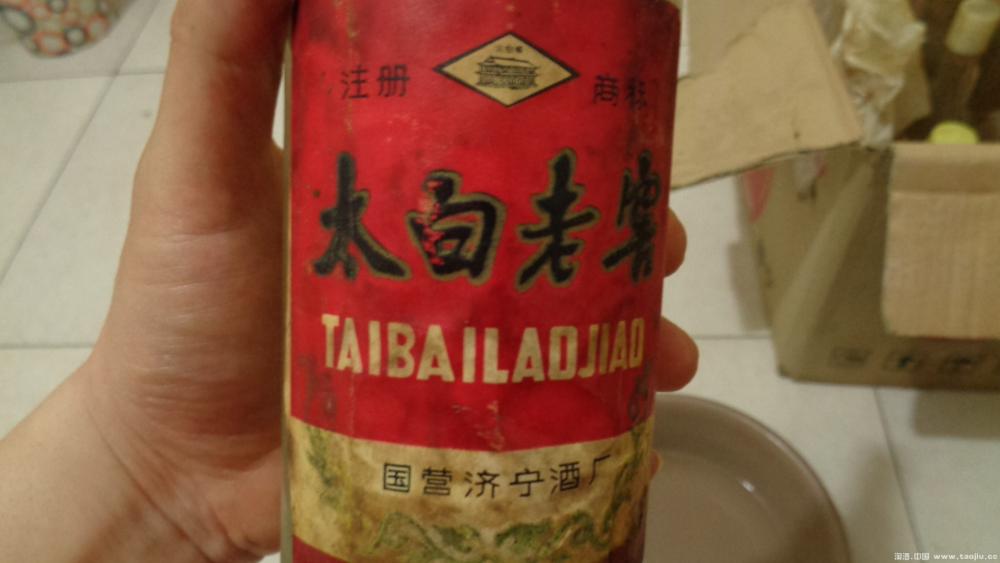 注册 商标
太白老窖
TAIBAILAOJIAO
国营济宁酒厂
淘酒.中国 www.taojiu.cc